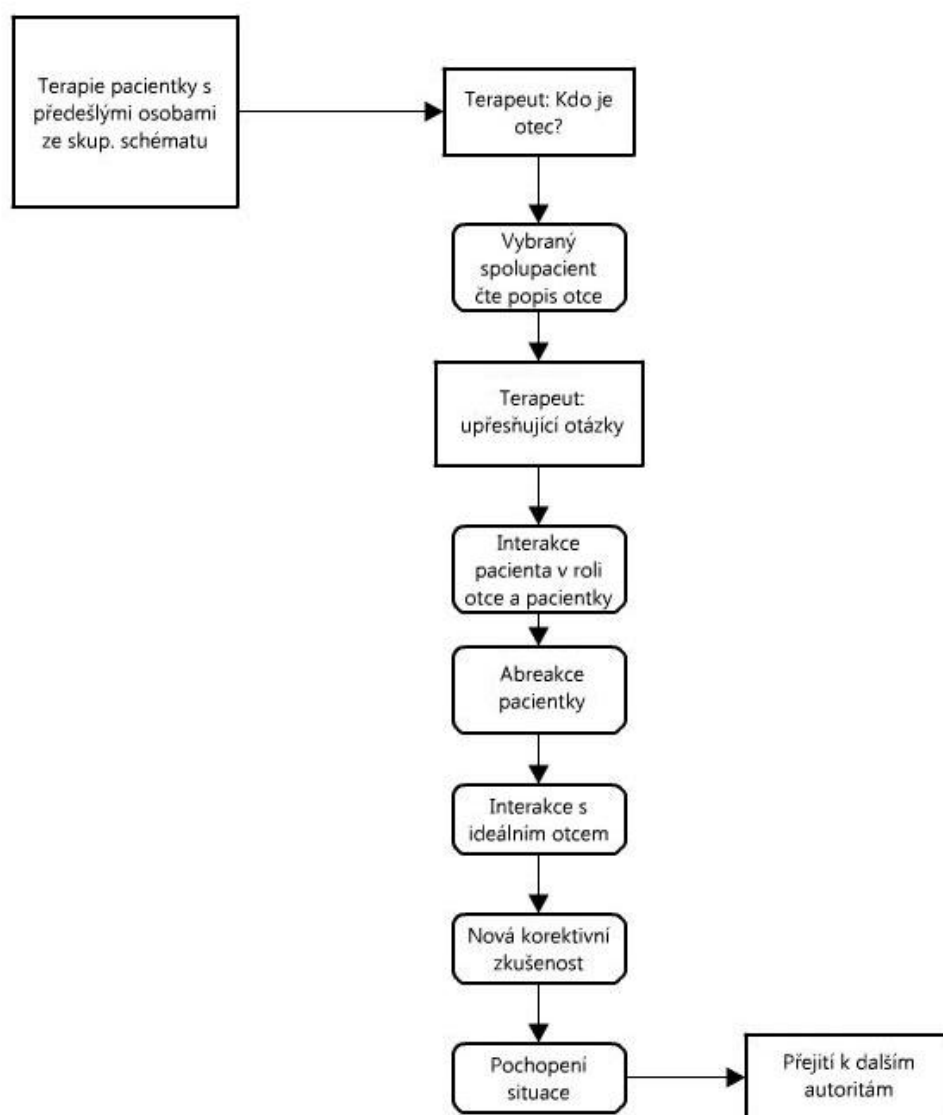 Terapie pacientky s
předešlými osobami
ze skup. schématu
Terapeut: Kdo je
otec?
Vybraný
spolupacient
čte popis otce
Terapeut:
upřesňující otázky
Interakce
pacienta v roli
otce a pacientky
Abreakce
pacientky
Interakce s
ideálním otcem
Nová korektivní
zkušenost
Pochopení
situace
Přejití k dalším
autoritám